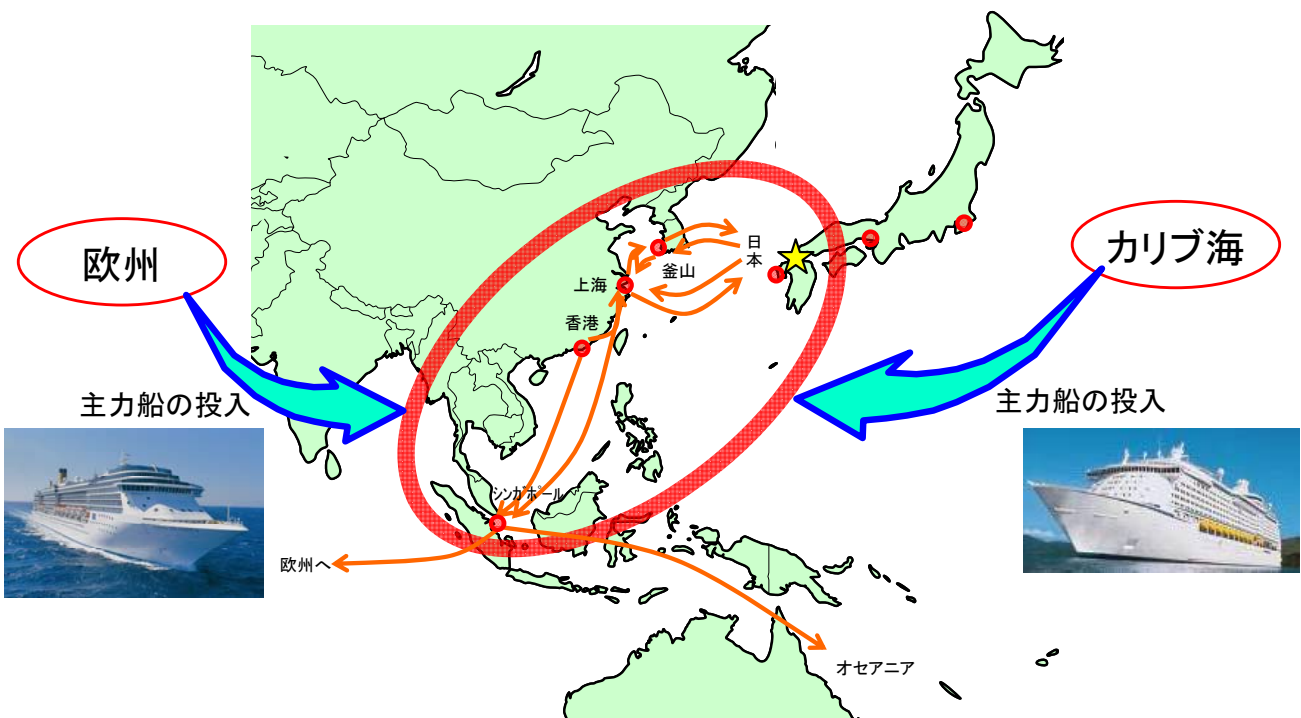 欧州
カリブ海
日
本
釜山
上海
香港
主力船の投入
主力船の投入
シンガポール
欧州へ
オセアニア